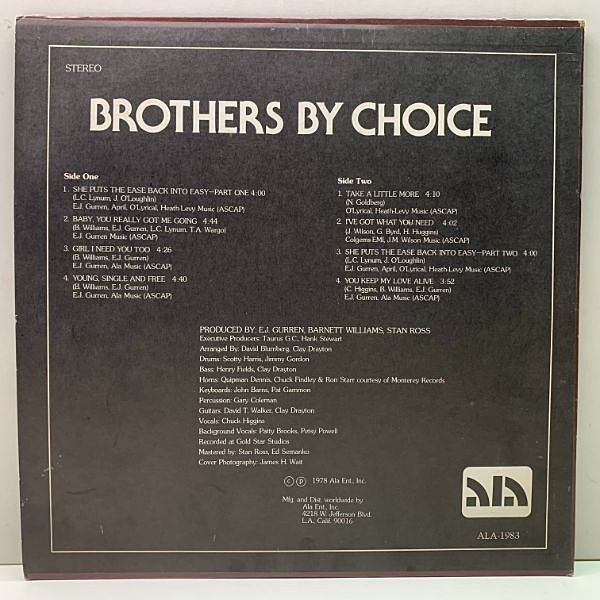 STEREO
BROTHERS BY CHOICE
Side One
1. SHE PUTS THE EASE BACK INTO EASY—PART ONE 4:00
(L.C. Lynum, J. O'Loughlin)
E.J. Gurren, April, O'Lyrical, Heath-Levy Music (ASCAP)
2. BABY, YOU REALLY GOT ME GOING 4:44
(B. Williams, E.J. Gurren, L.C. Lynum, T.A. Wargo)
E.J. Gurren Music (ASCAP)
3. GIRL I NEED YOU TOO 4:26
(B. Williams, E.J. Gurren)
E.J. Gurren, Ala Music (ASCAP)
4. YOUNG, SINGLE AND FREE 4:40
(B. Williams, E.J. Gurren)
E.J. Gurren, Ala Music (ASCAP)
Side Two
1. TAKE A LITTLE MORE 4:10
(N. Goldberg)
O'Lyrical, Heath-Levy Music (ASCAP)
2. I'VE GOT WHAT YOU NEED 4:02
(J. Wilson, G. Byrd, H. Huggins)
Colgems-EMI, J.M. Wilson Music (ASCAP)
3. SHE PUTS THE EASE BACK INTO EASY—PART TWO 4:00
(L.C. Lynum, J. O'Loughlin)
E.J. Gurren, April, O'Lyrical, Heath-Levy Music (ASCAP)
4. YOU KEEP MY LOVE ALIVE 3:52
(C. Higgins, B. Williams, E.J. Gurren)
E.J. Gurren, Ala Music (ASCAP)
PRODUCED BY: E.J. GURREN, BARNETT WILLIAMS, STAN ROSS
Executive Producers: Taurus G.C., Hank Stewart
Arranged By: David Blumberg, Clay Drayton
Drums: Scotty Harris, Jimmy Gordon
Bass: Henry Fields, Clay Drayton
Horns: Quipman Dennis, Chuck Findley & Ron Starr courtesy of Monterey Records
Keyboards: John Barns, Pat Gammon
Percussion: Gary Coleman
Guitars: David T. Walker, Clay Drayton
Vocals: Chuck Higgins
Background Vocals: Patty Brooks, Patsy Powell
Recorded at Gold Star Studios
Mastered by: Stan Ross, Ed Semanko
Cover Photography: James H. Watt
© ℗ 1978 Ala Ent., Inc.
Mfg. and Dist. worldwide by
Ala Ent., Inc.
4218 W. Jefferson Blvd.
L.A., Calif. 90016
ala
ALA-1983